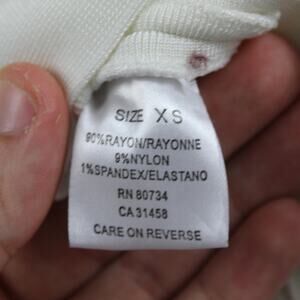 SIZE XS
90%RAYON/RAYONNE
9%NYLON
1%SPANDEX/ELASTANO
RN 80734
CA 31458
CARE ON REVERSE